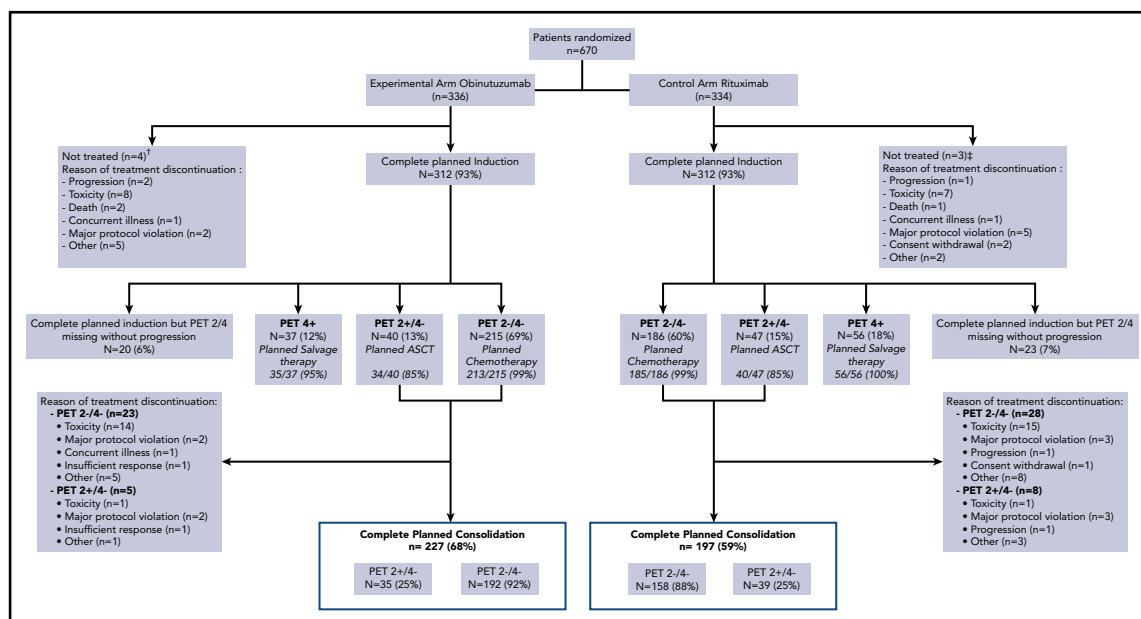 Patients randomized
n=670
Experimental Arm Obinutuzumab
(n=336)
Control Arm Rituximab
(n=334)
Not treated (n=4)†
Reason of treatment discontinuation :
- Progression (n=2)
- Toxicity (n=8)
- Death (n=2)
- Concurrent illness (n=1)
- Major protocol violation (n=2)
- Other (n=5)
Complete planned Induction
N=312 (93%)
Complete planned Induction
N=312 (93%)
Not treated (n=3)‡
Reason of treatment discontinuation :
- Progression (n=1)
- Toxicity (n=7)
- Death (n=1)
- Concurrent illness (n=1)
- Major protocol violation (n=5)
- Consent withdrawal (n=2)
- Other (n=2)
Complete planned induction but PET 2/4
missing without progression
N=20 (6%)
PET 4+
N=37 (12%)
Planned Salvage
therapy
35/37 (95%)
PET 2+/4-
N=40 (13%)
Planned ASCT
34/40 (85%)
PET 2-/4-
N=215 (69%)
Planned
Chemotherapy
213/215 (99%)
PET 2-/4-
N=186 (60%)
Planned
Chemotherapy
185/186 (99%)
PET 2+/4-
N=47 (15%)
Planned ASCT
40/47 (85%)
PET 4+
N=56 (18%)
Planned Salvage
therapy
56/56 (100%)
Complete planned induction but PET 2/4
missing without progression
N=23 (7%)
Reason of treatment discontinuation:
- PET 2-/4- (n=23)
• Toxicity (n=14)
• Major protocol violation (n=2)
• Concurrent illness (n=1)
• Insufficient response (n=1)
• Other (n=5)
- PET 2+/4- (n=5)
• Toxicity (n=1)
• Major protocol violation (n=2)
• Insufficient response (n=1)
• Other (n=1)
Reason of treatment discontinuation:
- PET 2-/4- (n=28)
• Toxicity (n=15)
• Major protocol violation (n=3)
• Progression (n=1)
• Consent withdrawal (n=1)
• Other (n=8)
- PET 2+/4- (n=8)
• Toxicity (n=1)
• Major protocol violation (n=3)
• Progression (n=1)
• Other (n=3)
Complete Planned Consolidation
n= 227 (68%)
PET 2+/4-
N=35 (25%)
PET 2-/4-
N=192 (92%)
Complete Planned Consolidation
n= 197 (59%)
PET 2-/4-
N=158 (88%)
PET 2+/4-
N=39 (25%)